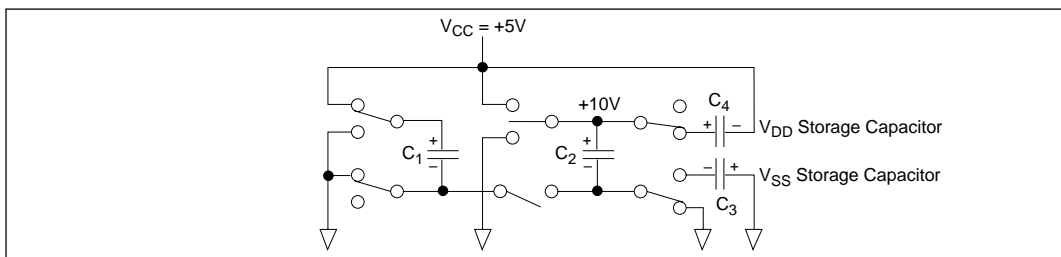 V_CC = +5V
+10V
C_4
+ −
V_DD Storage Capacitor
+
C_1
−
+
C_2
−
− +
V_SS Storage Capacitor
C_3